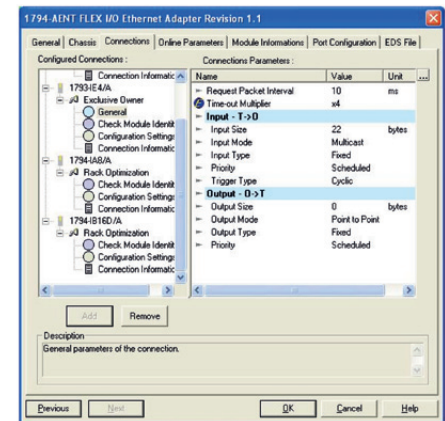 1794-AENT FLEX I/O Ethernet Adapter Revision 1.1
General Chassis Connections Online Parameters Module Informations Port Configuration EDS File
Configured Connections :
Connection Informatic
1793-IE4/A
Exclusive Owner
General
Check Module Identit
Configuration Settings
Connection Informatic
1794-IA8/A
Rack Optimization
Check Module Identit
Configuration Settings
Connection Informatic
1794-IB16D/A
Rack Optimization
Check Module Identit
Configuration Settings
Connection Informatic
Connections Parameters :
Name Value Unit ...
Request Packet Interval 10 ms
Time-out Multiplier x4
Input - T->O
Input Size 22 bytes
Input Mode Multicast
Input Type Fixed
Priority Scheduled
Trigger Type Cyclic
Output - O->T
Output Size 0 bytes
Output Mode Point to Point
Output Type Fixed
Priority Scheduled
Add Remove
Description
General parameters of the connection.
Previous Next OK Cancel Help